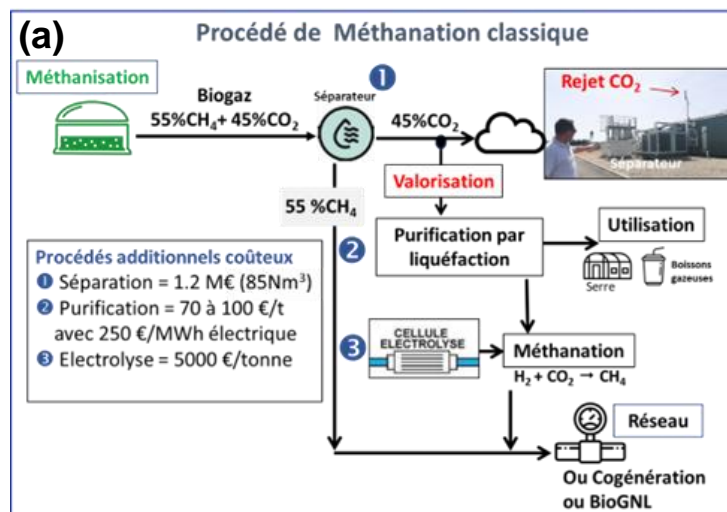 (a)
Procédé de Méthanation classique
Méthanisation
Biogaz
55%CH₄+ 45%CO₂
1
Séparateur
45%CO₂
Rejet CO₂
Séparateur
Valorisation
55 %CH₄
2
Purification par
liquéfaction
Utilisation
Serre
Boissons
gazeuses
Procédés additionnels coûteux
1 Séparation = 1.2 M€ (85Nm³)
2 Purification = 70 à 100 €/t
avec 250 €/MWh électrique
3 Electrolyse = 5000 €/tonne
3
CELLULE
ELECTROLYSE
Méthanation
H₂ + CO₂ → CH₄
Réseau
Ou Cogénération
ou BioGNL